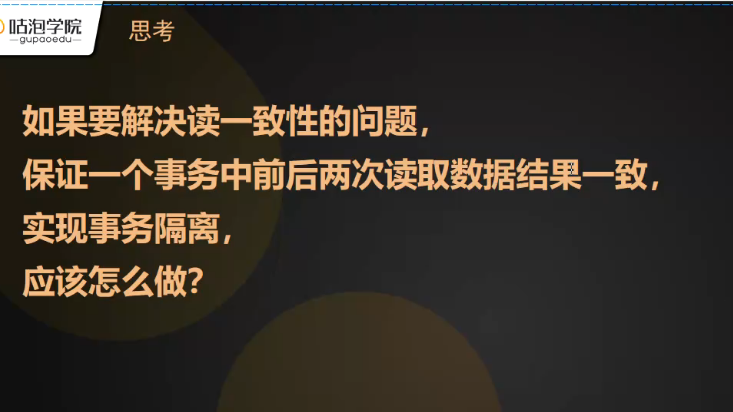 咕泡学院
gupaoedu
思考
如果要解决读一致性的问题，
保证一个事务中前后两次读取数据结果一致，
实现事务隔离，
应该怎么做？